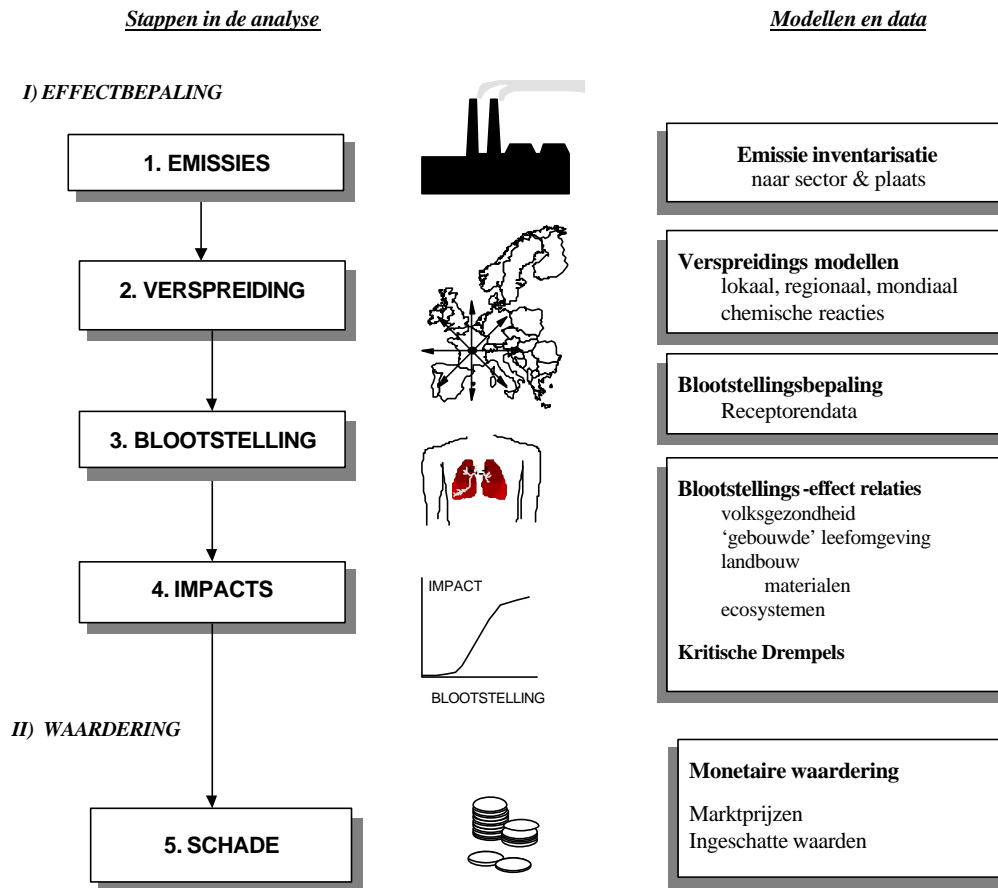 Stappen in de analyse
Modellen en data
I) EFFECTBEPALING
1. EMISSIES
Emissie inventarisatie
naar sector & plaats
2. VERSPREIDING
Verspreidings modellen
lokaal, regionaal, mondiaal
chemische reacties
3. BLOOTSTELLING
Blootstellingsbepaling
Receptorendata
4. IMPACTS
IMPACT
BLOOTSTELLING
Blootstellings-effect relaties
volksgezondheid
‘gebouwde’ leefomgeving
landbouw
materialen
ecosystemen
Kritische Drempels
II) WAARDERING
5. SCHADE
Monetaire waardering
Marktprijzen
Ingeschatte waarden